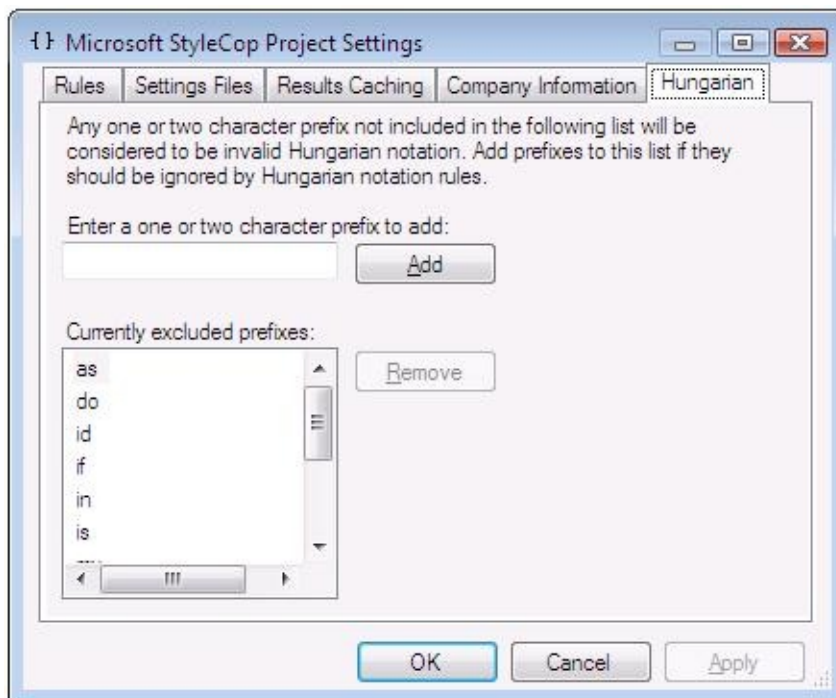 {} Microsoft StyleCop Project Settings
Rules Settings Files Results Caching Company Information Hungarian
Any one or two character prefix not included in the following list will be
considered to be invalid Hungarian notation. Add prefixes to this list if they
should be ignored by Hungarian notation rules.
Enter a one or two character prefix to add:
Add
Currently excluded prefixes:
as
Remove
do
id
if
in
is
OK Cancel Apply